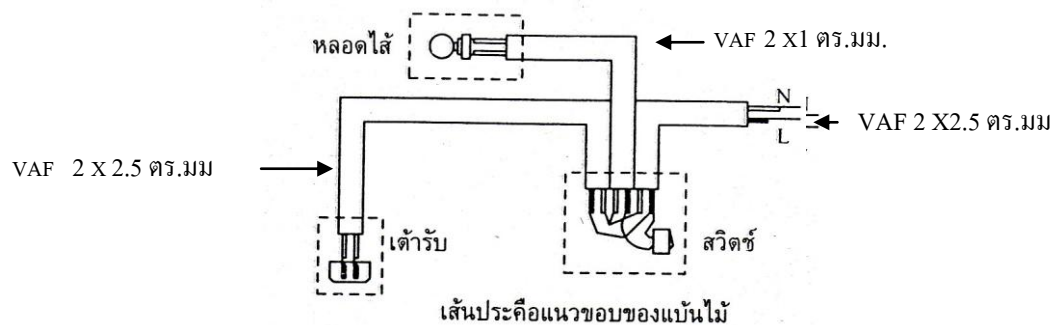 หลอดไส้
VAF 2 X1 ตร.มม.
N
L
VAF 2 X2.5 ตร.มม
VAF 2 X 2.5 ตร.มม
เต้ารับ
สวิตช์
เส้นประคือแนวขอบของแป้นไม้